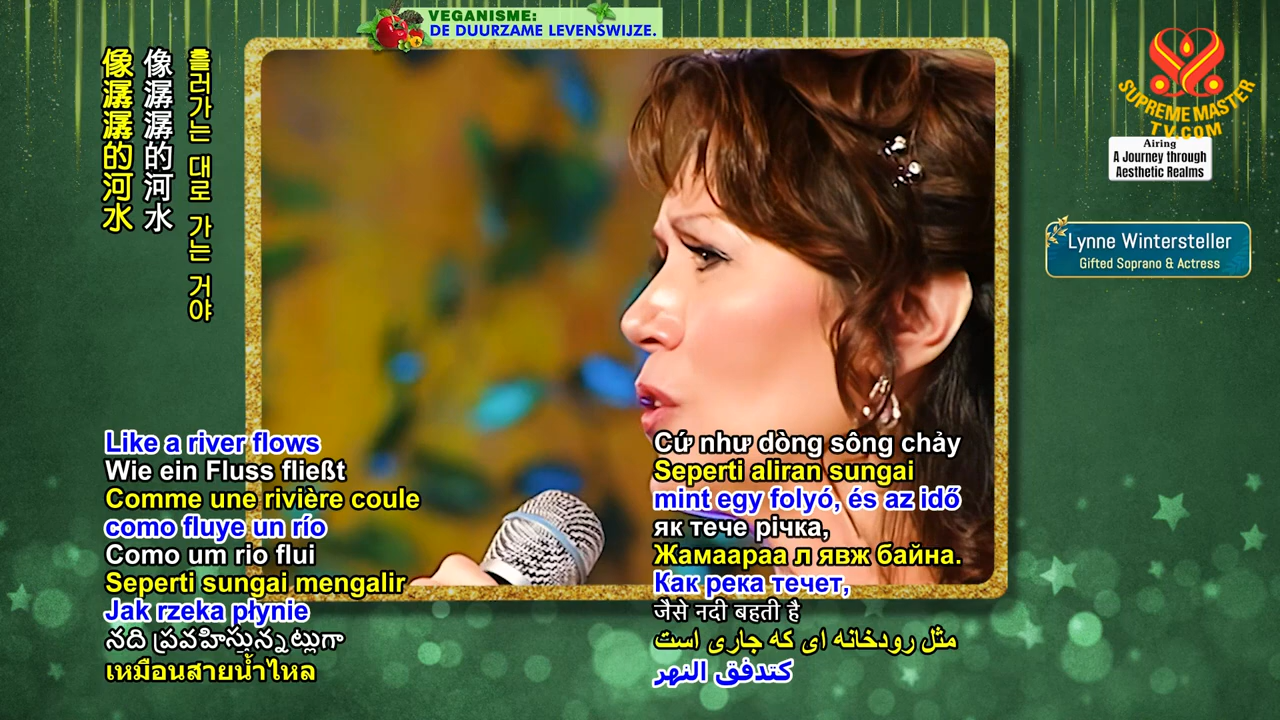 VEGANISME:
DE DUURZAME LEVENSWIJZE.
SUPREME MASTER
TV.COM
Airing
A Journey through
Aesthetic Realms
Lynne Wintersteller
Gifted Soprano & Actress
흘러가는 대로 가는 거야
像潺潺的河水
像潺潺的河水
Like a river flows
Wie ein Fluss fließt
Comme une rivière coule
como fluye un río
Como um rio flui
Seperti sungai mengalir
Jak rzeka płynie
నది ప్రవహిస్తున్నట్లుగా
เหมือนสายน้ำไหล
Cứ như dòng sông chảy
Seperti aliran sungai
mint egy folyó, és az idő
як тече річка,
Жамаараа л явж байна.
Как река течет,
जैसे नदी बहती है
مثل رودخانه ای که جاری است
كتدفق النهر